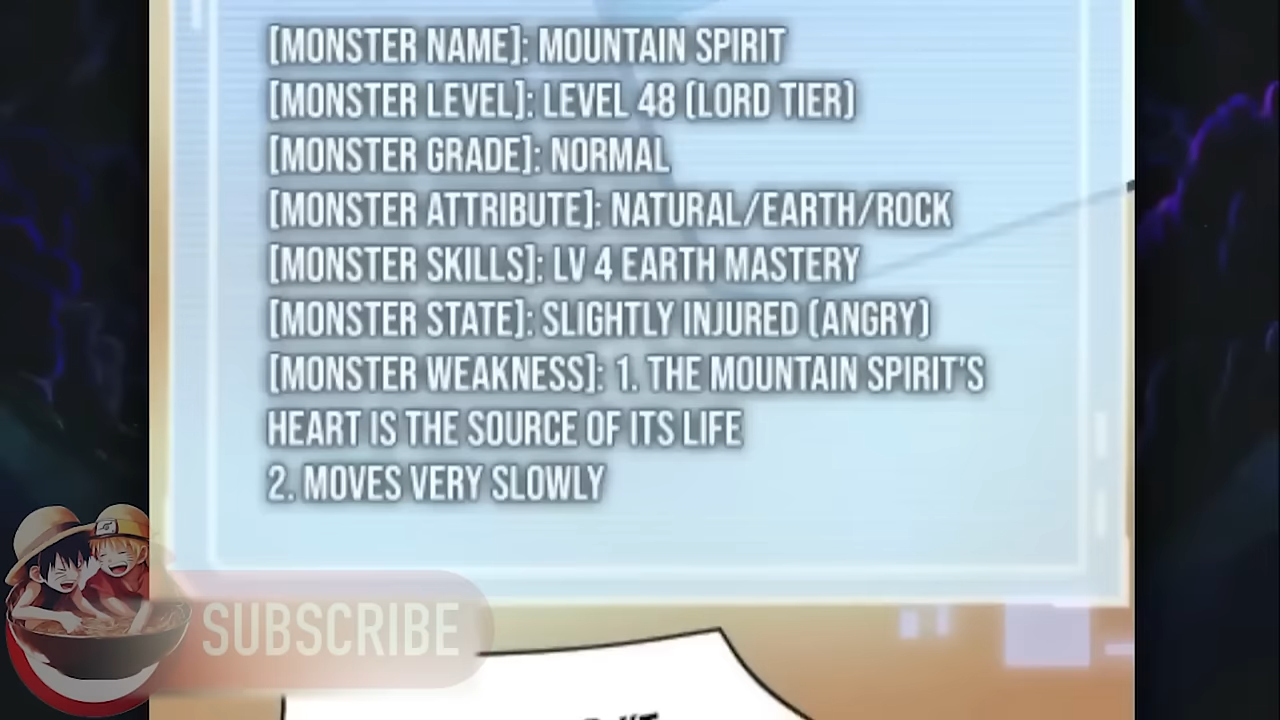 [MONSTER NAME]: MOUNTAIN SPIRIT
[MONSTER LEVEL]: LEVEL 48 (LORD TIER)
[MONSTER GRADE]: NORMAL
[MONSTER ATTRIBUTE]: NATURAL/EARTH/ROCK
[MONSTER SKILLS]: LV 4 EARTH MASTERY
[MONSTER STATE]: SLIGHTLY INJURED (ANGRY)
[MONSTER WEAKNESS]: 1. THE MOUNTAIN SPIRIT'S
HEART IS THE SOURCE OF ITS LIFE
2. MOVES VERY SLOWLY
SUBSCRIBE